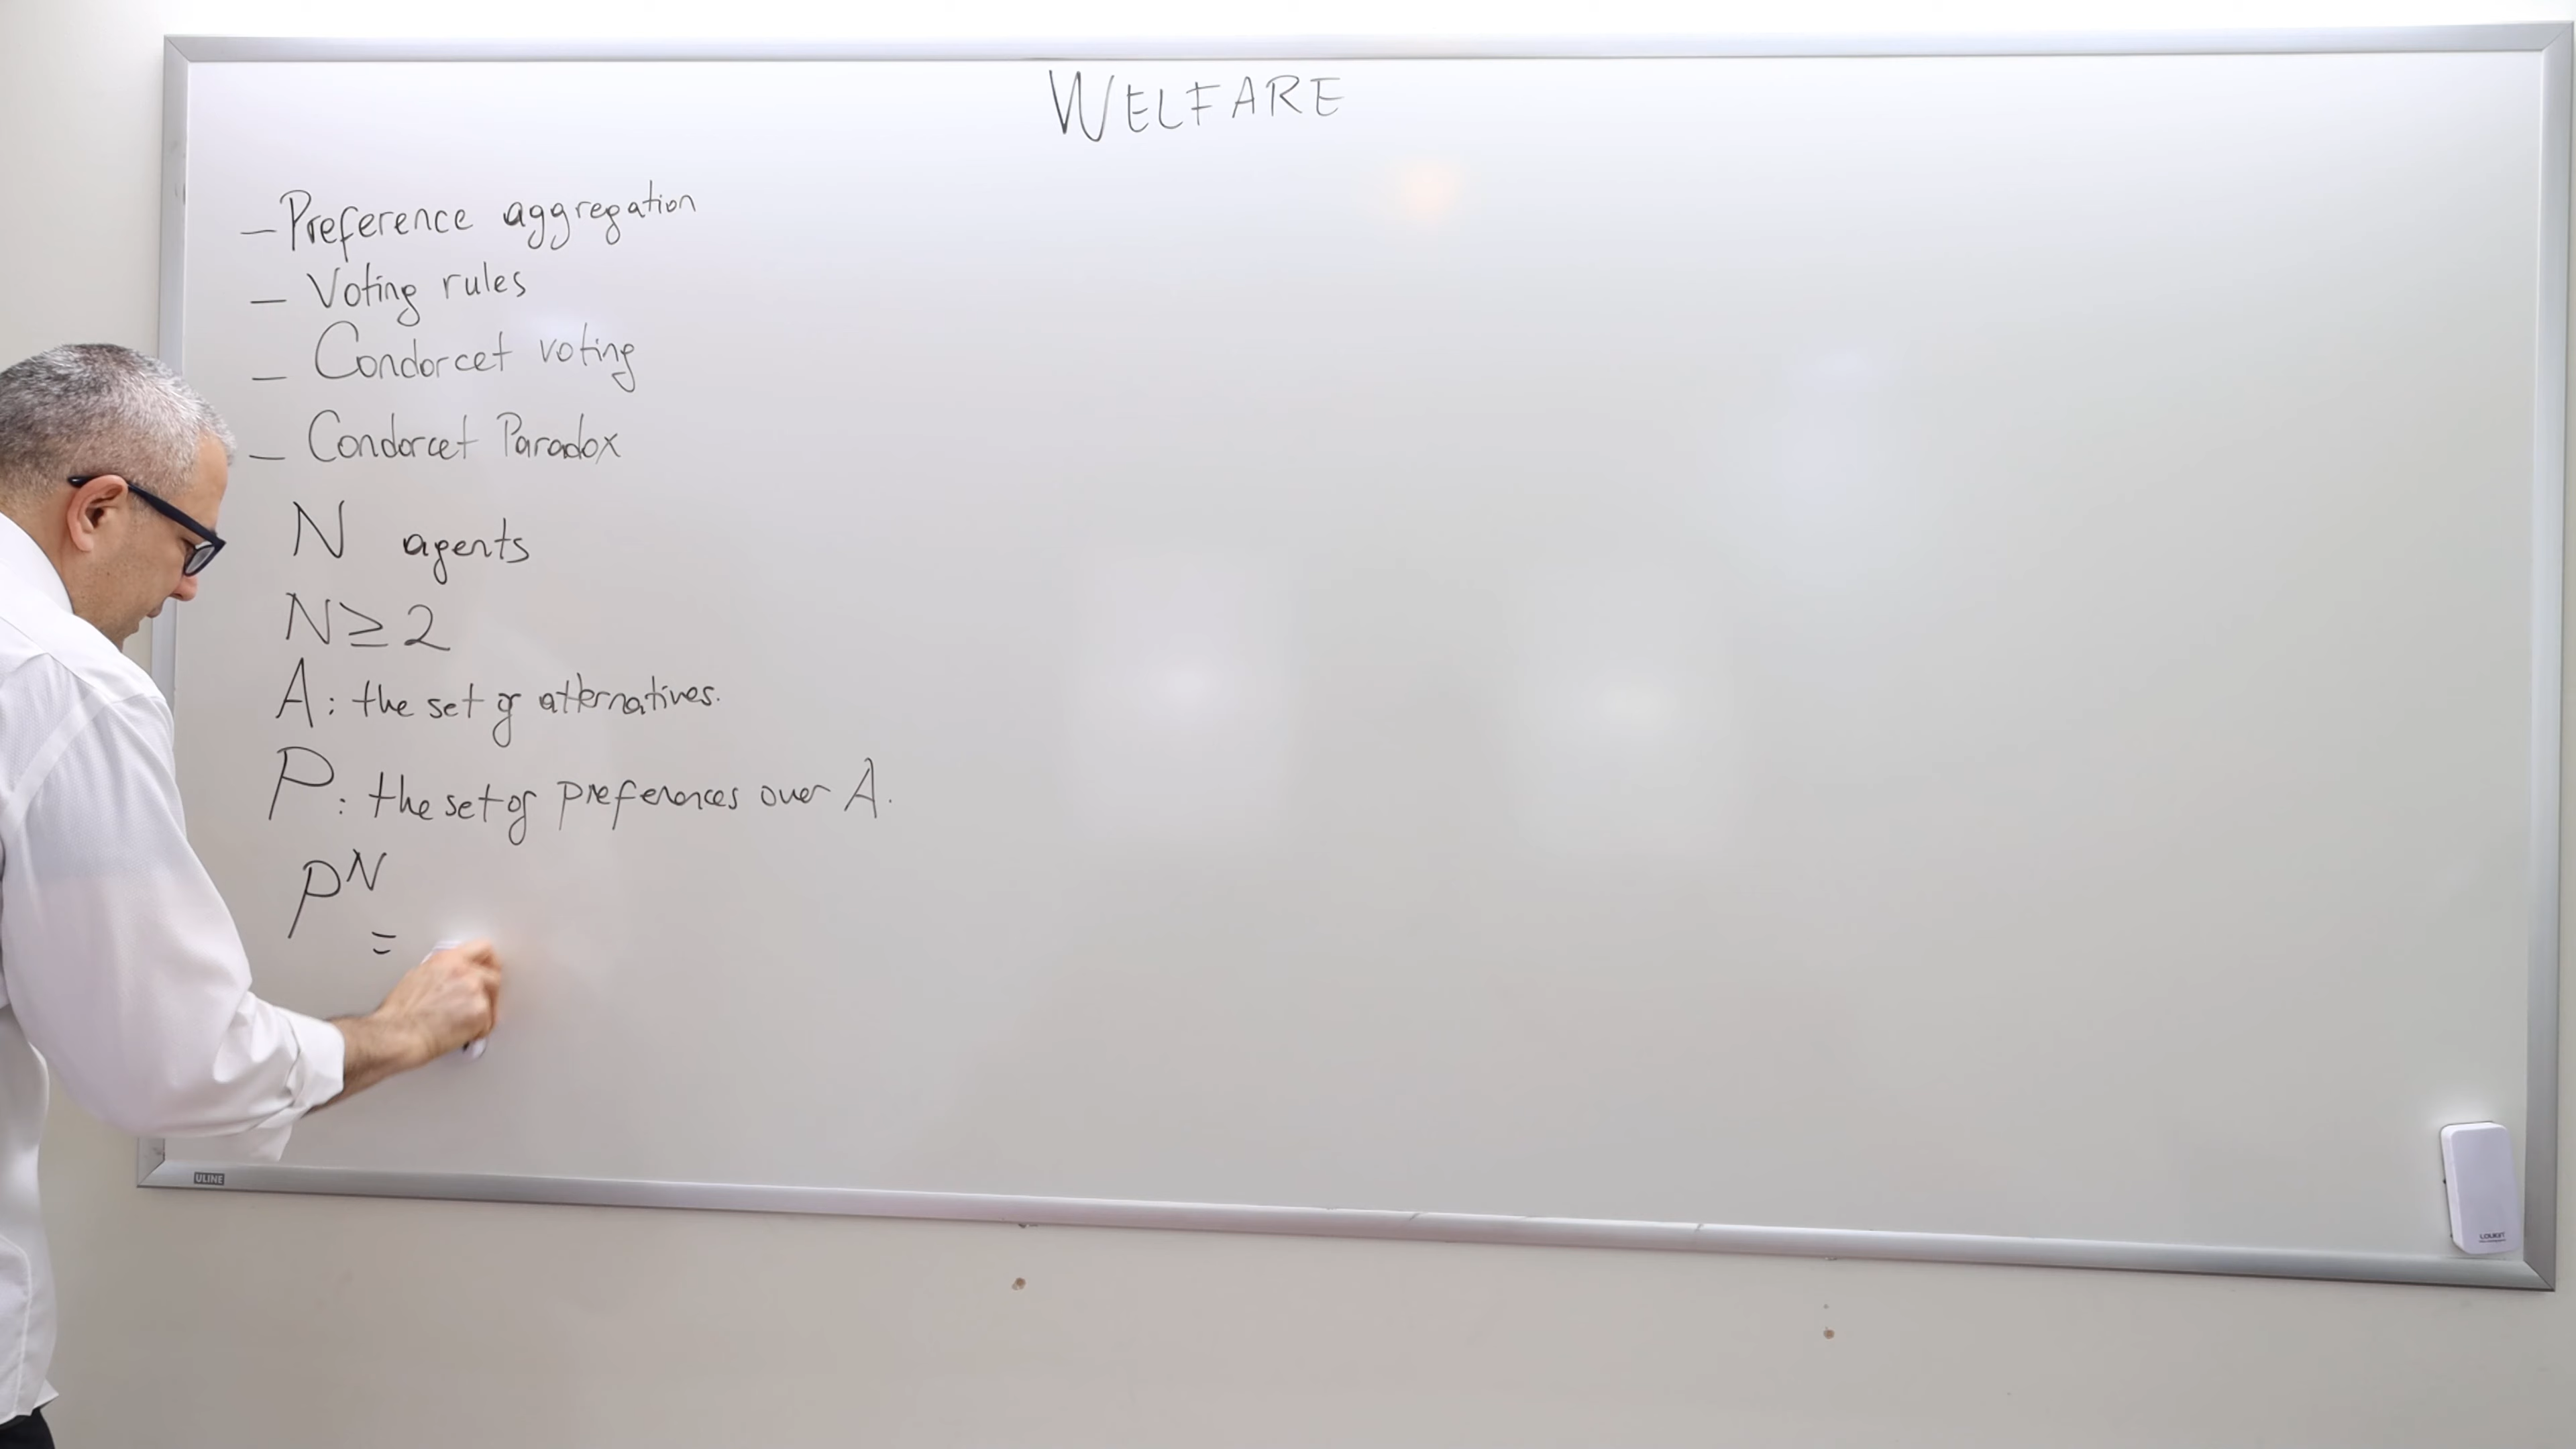 WELFARE
— Preference aggregation
— Voting rules
— Condorcet voting
— Condorcet Paradox
N agents
N ≥ 2
A : the set of alternatives.
P : the set of preferences over A.
P^N
=
ULINE